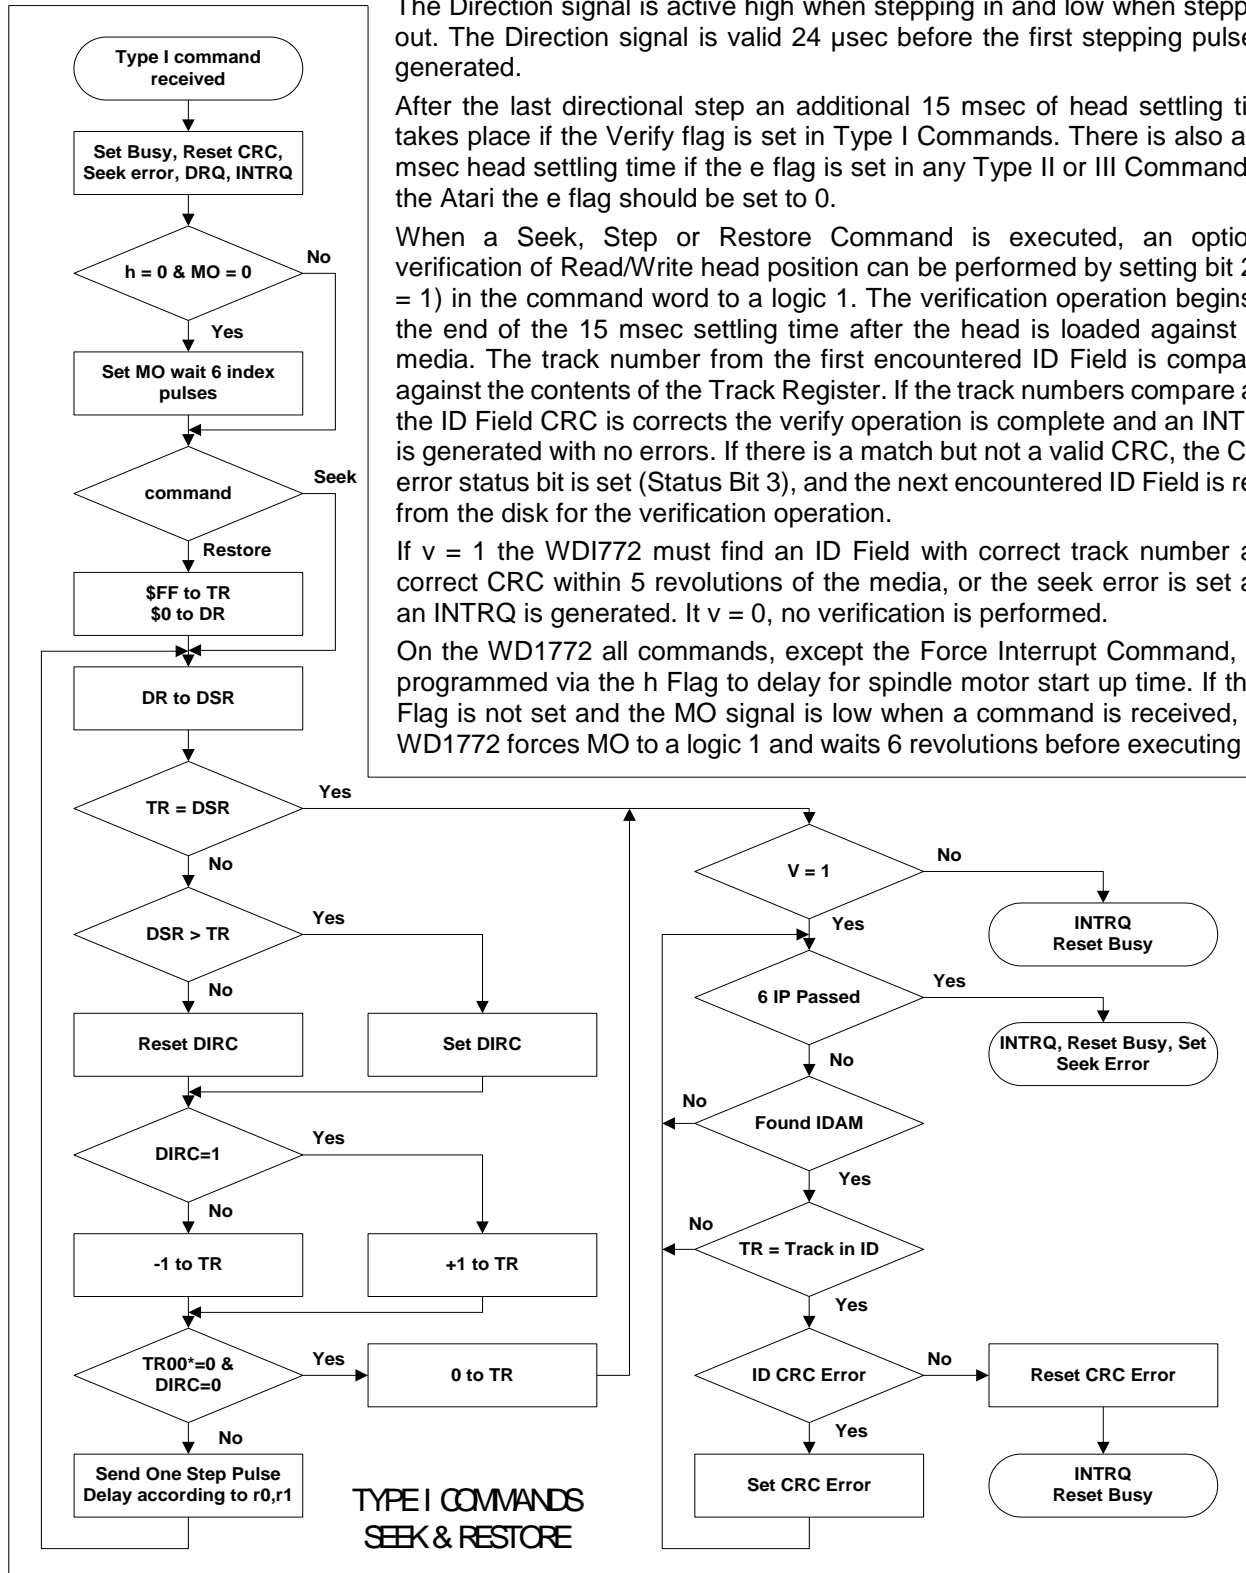 The Direction signal is active high when stepping in and low when
out. The Direction signal is valid 24 µsec before the first stepping pulse
generated.
After the last directional step an additional 15 msec of head settling
takes place if the Verify flag is set in Type I Commands. There is also
msec head settling time if the e flag is set in any Type II or III Command
the Atari the e flag should be set to 0.
When a Seek, Step or Restore Command is executed, an
verification of Read/Write head position can be performed by setting bit 2
= 1) in the command word to a logic 1. The verification operation begins
the end of the 15 msec settling time after the head is loaded against
media. The track number from the first encountered ID Field is
against the contents of the Track Register. If the track numbers compare
the ID Field CRC is corrects the verify operation is complete and an
is generated with no errors. If there is a match but not a valid CRC, the
error status bit is set (Status Bit 3), and the next encountered ID Field is
from the disk for the verification operation.
If v = 1 the WDI772 must find an ID Field with correct track number
correct CRC within 5 revolutions of the media, or the seek error is set
an INTRQ is generated. It v = 0, no verification is performed.
On the WD1772 all commands, except the Force Interrupt Command,
programmed via the h Flag to delay for spindle motor start up time. If
Flag is not set and the MO signal is low when a command is received,
WD1772 forces MO to a logic 1 and waits 6 revolutions before executing
Type I command
received
Set Busy, Reset CRC,
Seek error, DRQ, INTRQ
h = 0 & MO = 0
No
Yes
Set MO wait 6 index
pulses
command
Seek
Restore
$FF to TR
$0 to DR
DR to DSR
TR = DSR
Yes
No
DSR > TR
Yes
No
Reset DIRC
Set DIRC
DIRC=1
Yes
No
-1 to TR
+1 to TR
TR00*=0 &
DIRC=0
Yes
0 to TR
No
Send One Step Pulse
Delay according to r0,r1
V = 1
No
INTRQ
Reset Busy
Yes
6 IP Passed
Yes
INTRQ, Reset Busy, Set
Seek Error
No
Found IDAM
No
Yes
TR = Track in ID
No
Yes
ID CRC Error
No
Reset CRC Error
Yes
Set CRC Error
INTRQ
Reset Busy
TYPE I COMMANDS
SEEK & RESTORE